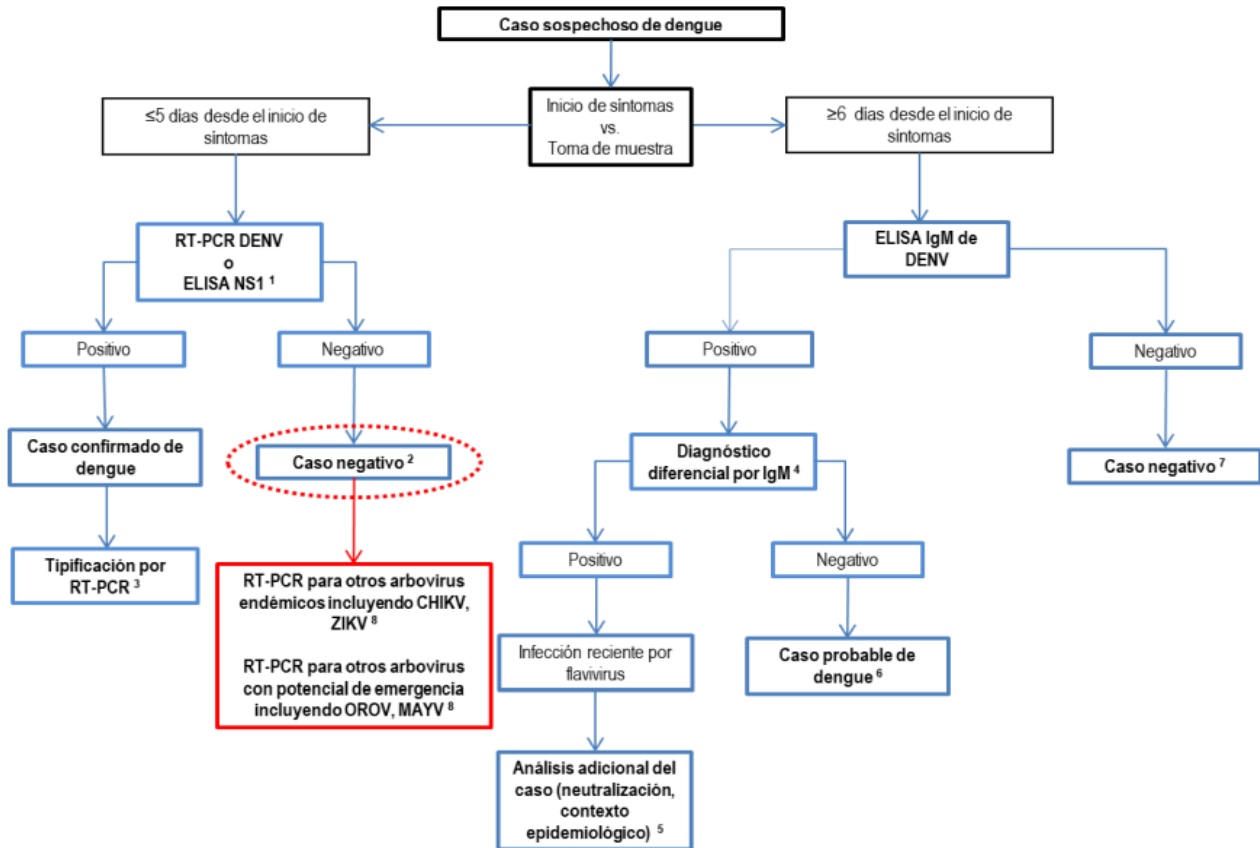 Caso sospechoso de dengue
≤5 días desde el inicio de
síntomas
Inicio de síntomas
vs.
Toma de muestra
≥6 días desde el inicio de
síntomas
RT-PCR DENV
o
ELISA NS1 ¹
ELISA IgM de
DENV
Positivo
Negativo
Positivo
Negativo
Caso confirmado de
dengue
Caso negativo ²
Diagnóstico
diferencial por IgM ⁴
Caso negativo ⁷
Tipificación por
RT-PCR ³
Positivo
Negativo
RT-PCR para otros arbovirus
endémicos incluyendo CHIKV,
ZIKV ⁸
RT-PCR para otros arbovirus
con potencial de emergencia
incluyendo OROV, MAYV ⁸
Infección reciente por
flavivirus
Caso probable de
dengue ⁶
Análisis adicional del
caso (neutralización,
contexto
epidemiológico) ⁵